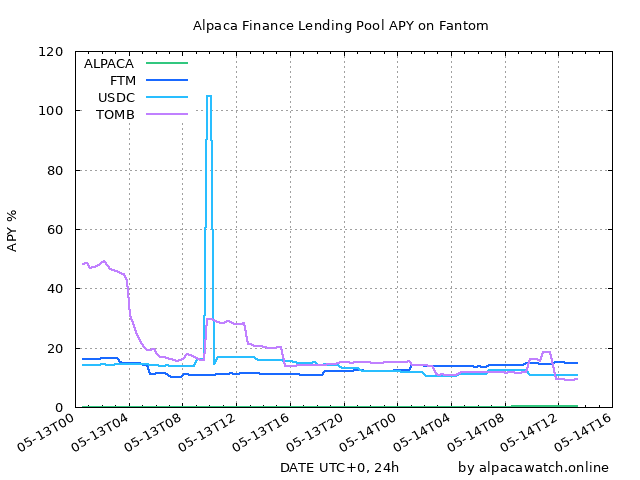 Alpaca Finance Lending Pool APY on Fantom
120
100
80
60
40
20
0
APY %
ALPACA
FTM
USDC
TOMB
05-13T00
05-13T04
05-13T08
05-13T12
05-13T16
05-13T20
05-14T00
05-14T04
05-14T08
05-14T12
05-14T16
DATE UTC+0, 24h
by alpacawatch.online